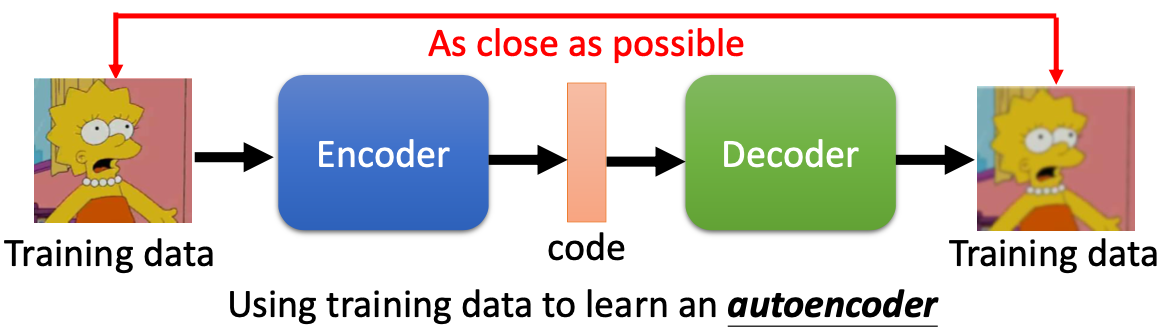 As close as possible
Encoder
Decoder
code
Training data
Training data
Using training data to learn an autoencoder